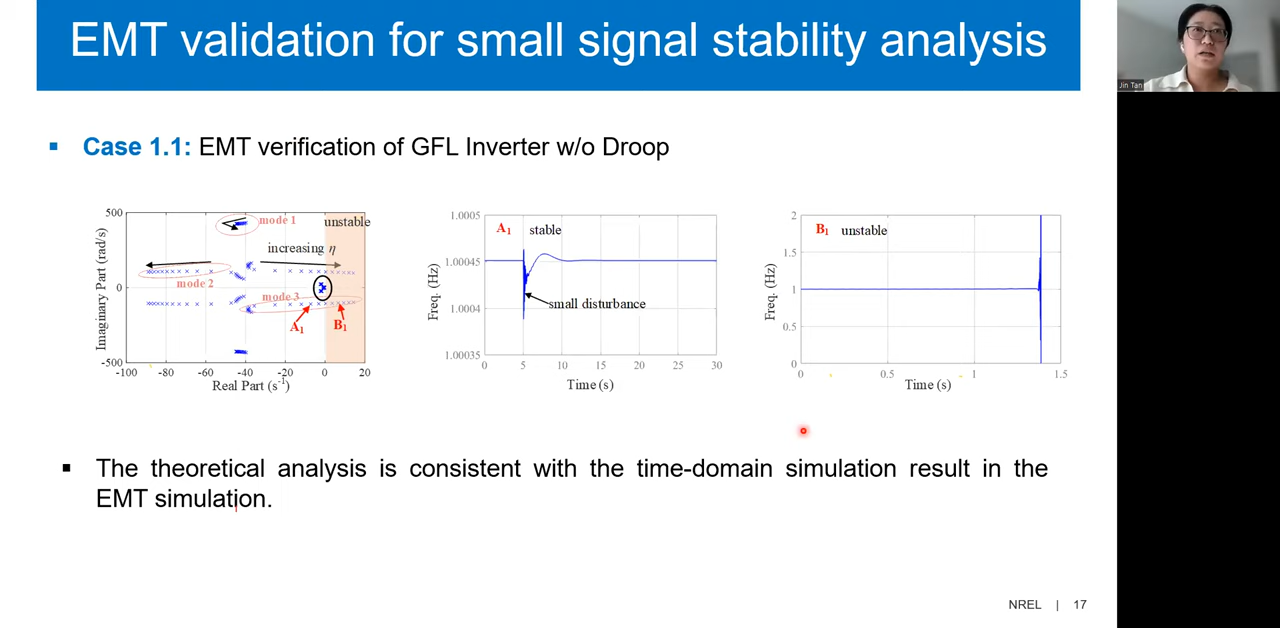 EMT validation for small signal stability analysis
Jin Tan
▪ Case 1.1: EMT verification of GFL Inverter w/o Droop
500
0
-500
Imaginary Part (rad/s)
mode 1
unstable
increasing η
mode 2
mode 3
A1
B1
-100 -80 -60 -40 -20 0 20
Real Part (s-1)
1.0005
1.00045
1.0004
1.00035
Freq. (Hz)
A1 stable
small disturbance
0 5 10 15 20 25 30
Time (s)
2
1.5
1
0.5
0
Freq. (Hz)
B1 unstable
0 0.5 1 1.5
Time (s)
▪ The theoretical analysis is consistent with the time-domain simulation result in the
EMT simulation.
NREL | 17